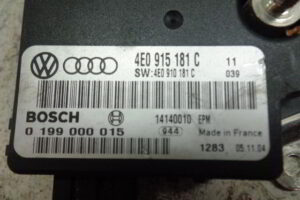 4E0 915 181 C 11
SW:4E0 910 181 C 039
BOSCH 14140010 EPM
0 199 000 015 944 Made in France
1283 05.11.04